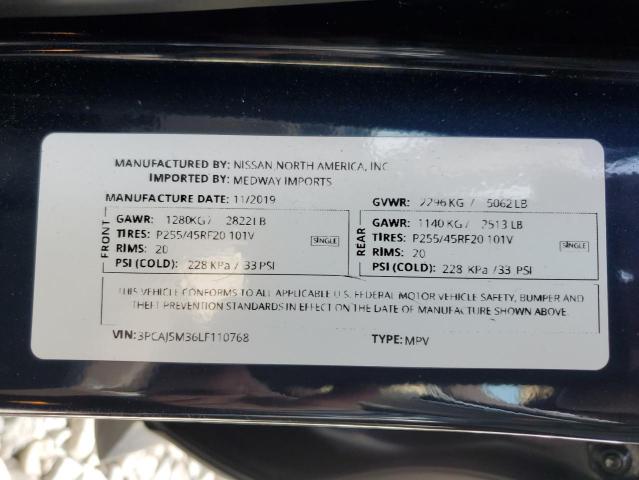 MANUFACTURED BY: NISSAN NORTH AMERICA, INC
IMPORTED BY: MEDWAY IMPORTS
MANUFACTURE DATE: 11/2019
GVWR: 2296 KG / 5062 LB
FRONT
GAWR: 1280KG / 2822 LB
TIRES: P255/45RF20 101V
RIMS: 20
PSI (COLD): 228 KPa / 33 PSI
SINGLE
REAR
GAWR: 1140 KG / 2513 LB
TIRES: P255/45RF20 101V
RIMS: 20
PSI (COLD): 228 KPa / 33 PSI
SINGLE
THIS VEHICLE CONFORMS TO ALL APPLICABLE U.S. FEDERAL MOTOR VEHICLE SAFETY, BUMPER AND
THEFT PREVENTION STANDARDS IN EFFECT ON THE DATE OF MANUFACTURE SHOWN ABOVE.
VIN: 3PCAJ5M36LF110768
TYPE: MPV